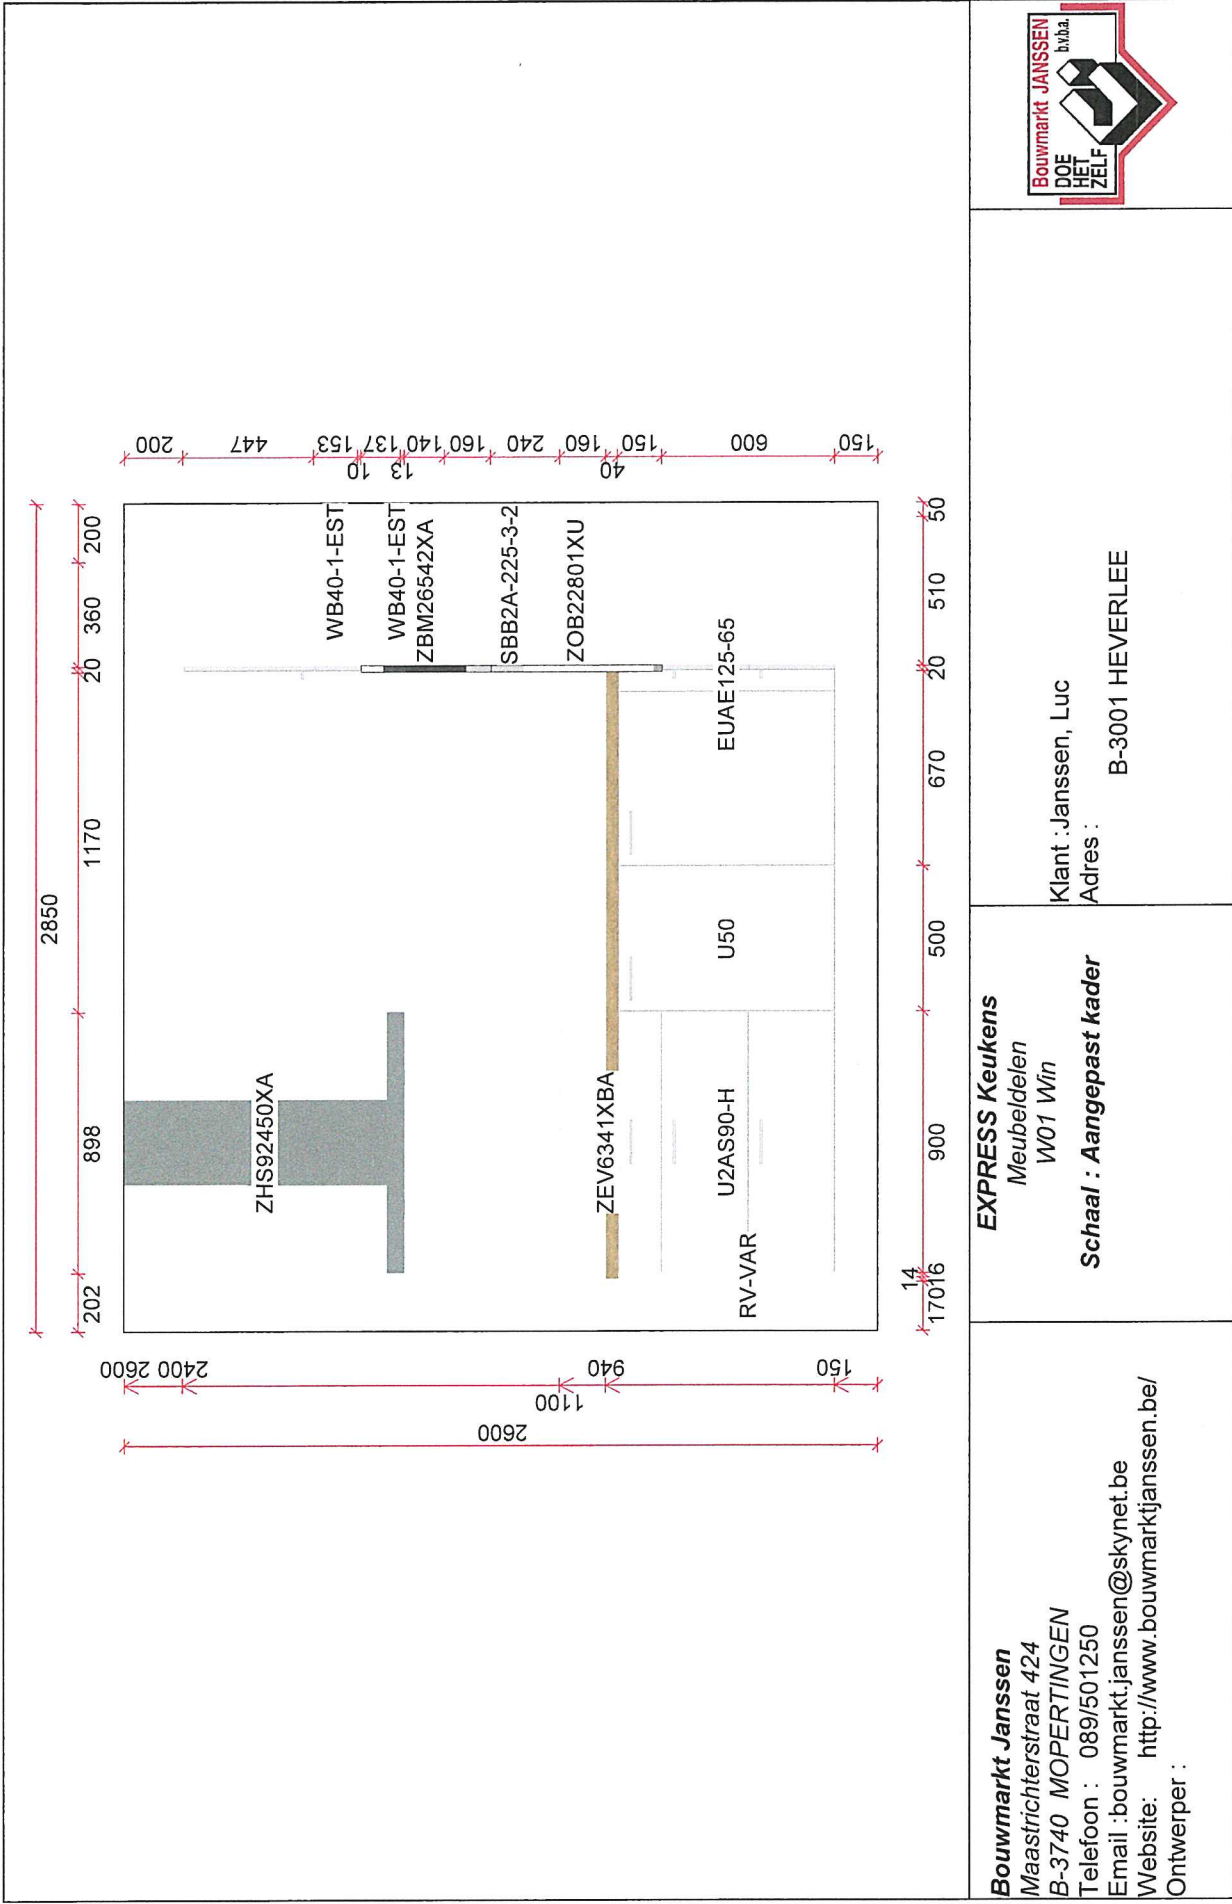 2850
202
898
1170
20
360
200
2600
2400
1100
940
150
2600
200
447
153
10
137
13
140
160
240
160
40
150
600
150
ZHS92450XA
WB40-1-EST
WB40-1-EST
ZBM26542XA
SBB2A-225-3-2
ZOB22801XU
ZEV6341XBA
RV-VAR
U2AS90-H
U50
EUAE125-65
170
16
14
900
500
670
20
510
50
Bouwmarkt Janssen
Maastrichterstraat 424
B-3740 MOPERTINGEN
Telefoon : 089/501250
Email :bouwmarkt.janssen@skynet.be
Website: http://www.bouwmarktjanssen.be/
Ontwerper :
EXPRESS Keukens
Meubeldelen
W01 Win
Schaal : Aangepast kader
Klant :Janssen, Luc
Adres :
B-3001 HEVERLEE
Bouwmarkt JANSSEN
b.v.b.a.
DOE
HET
ZELF